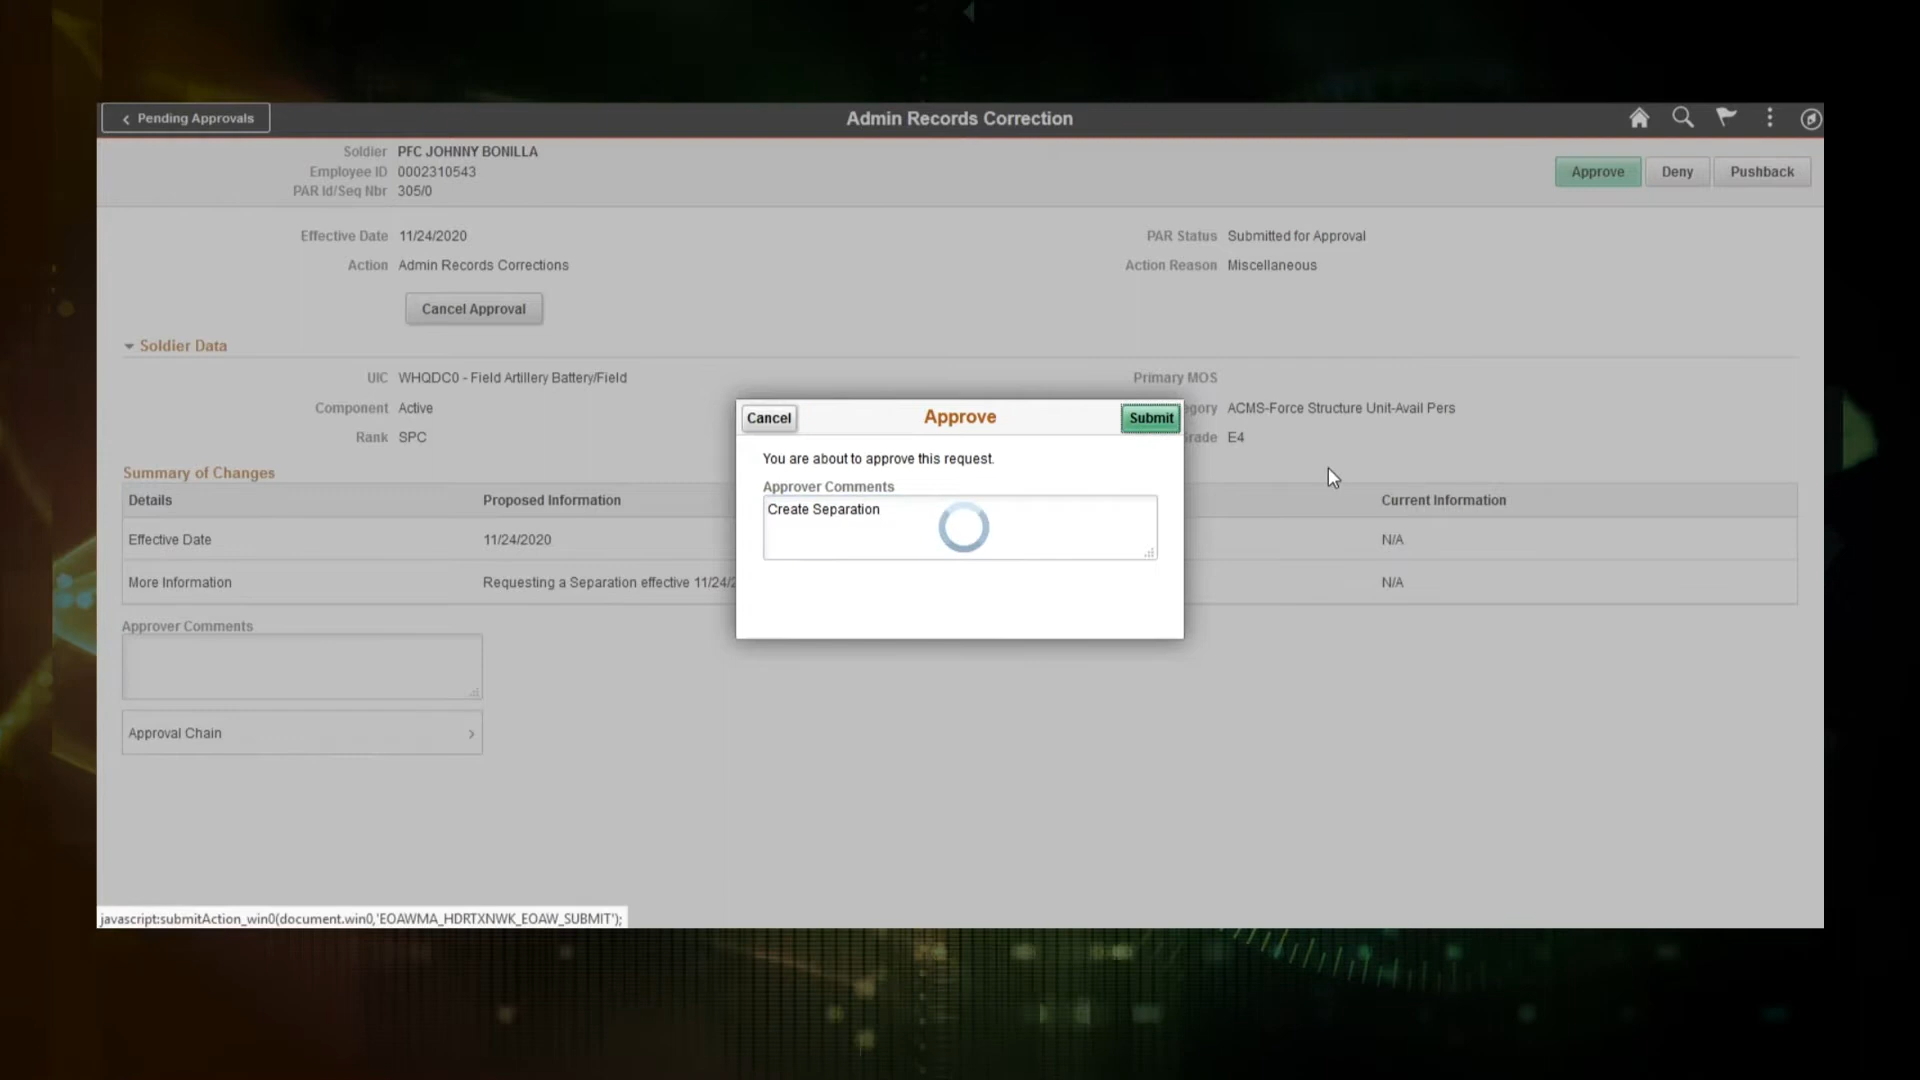 Pending Approvals
Admin Records Correction
Soldier PFC JOHNNY BONILLA
Employee ID 0002310543
PAR Id/Seq Nbr 305/0
Approve Deny Pushback
Effective Date 11/24/2020 PAR Status Submitted for Approval
Action Admin Records Corrections Action Reason Miscellaneous
Cancel Approval
Soldier Data
UIC WHQDC0 - Field Artillery Battery/Field Primary MOS
Component Active ACMS-Force Structure Unit-Avail Pers
Rank SPC E4
Cancel Approve Submit
You are about to approve this request.
Approver Comments
Create Separation
Summary of Changes
Details Proposed Information Current Information
Effective Date 11/24/2020 N/A
More Information Requesting a Separation effective 11/24/2 N/A
Approver Comments
Approval Chain
javascript:submitAction_win0(document.win0,'EOAWMA_HDRTXNWK_EOAW_SUBMIT');